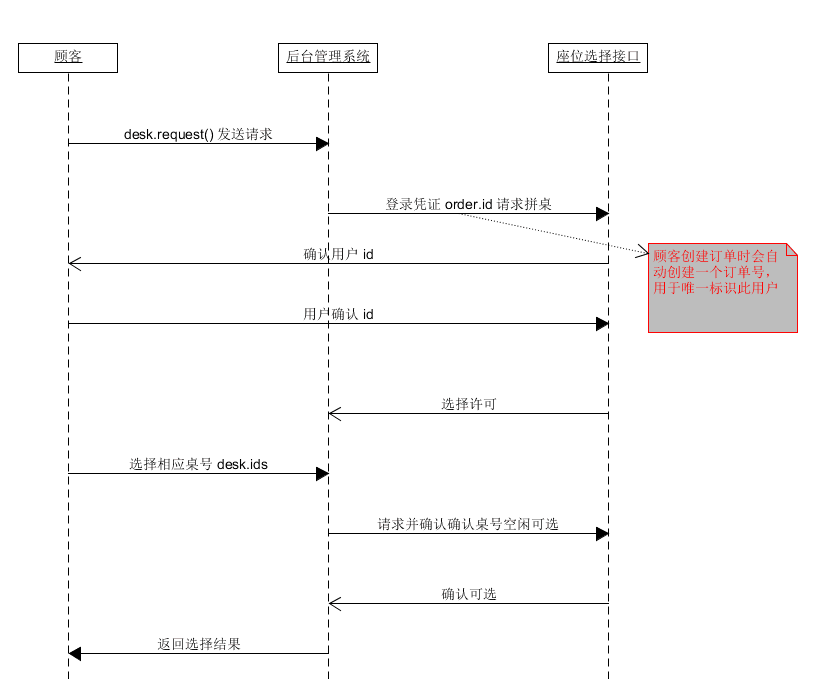 顾客
后台管理系统
座位选择接口
desk.request() 发送请求
登录凭证 order.id 请求拼桌
顾客创建订单时会自
动创建一个订单号，
用于唯一标识此用户
确认用户 id
用户确认 id
选择许可
选择相应桌号 desk.ids
请求并确认确认桌号空闲可选
确认可选
返回选择结果